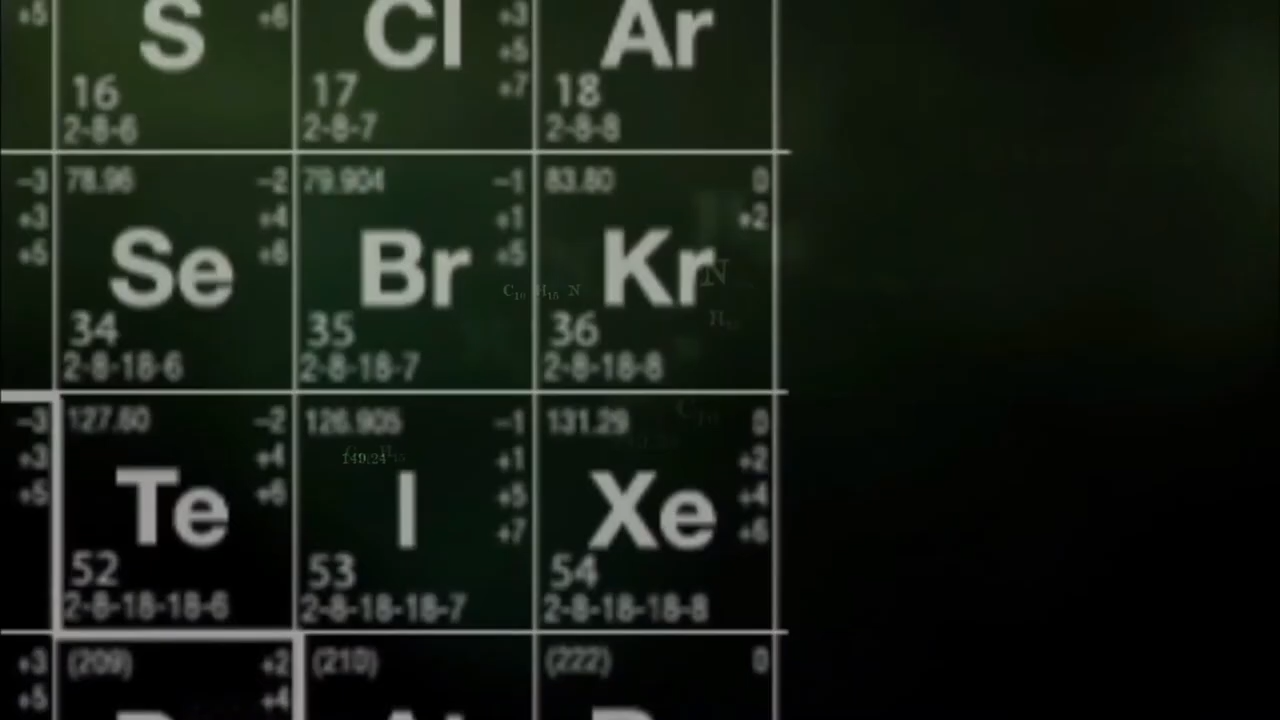 +5 S +6 Cl +3 Ar
+5
+7
16 17 18
2-8-6 2-8-7 2-8-8
-3 78.96 -2 79.904 -1 83.80 0
+3 +4 +1 +2
+5 Se +6 Br +5 Kr N
C10 H15 N
34 35 36
2-8-18-6 2-8-18-7 2-8-18-8
-3 127.60 -2 126.905 -1 131.29 0
+3 +4 149.24 +1 +2
+5 Te +6 I +5 Xe +4
+7 +6
52 53 54
2-8-18-18-6 2-8-18-18-7 2-8-18-18-8
+3 (209) +2 (210) (222) 0
+5 +4